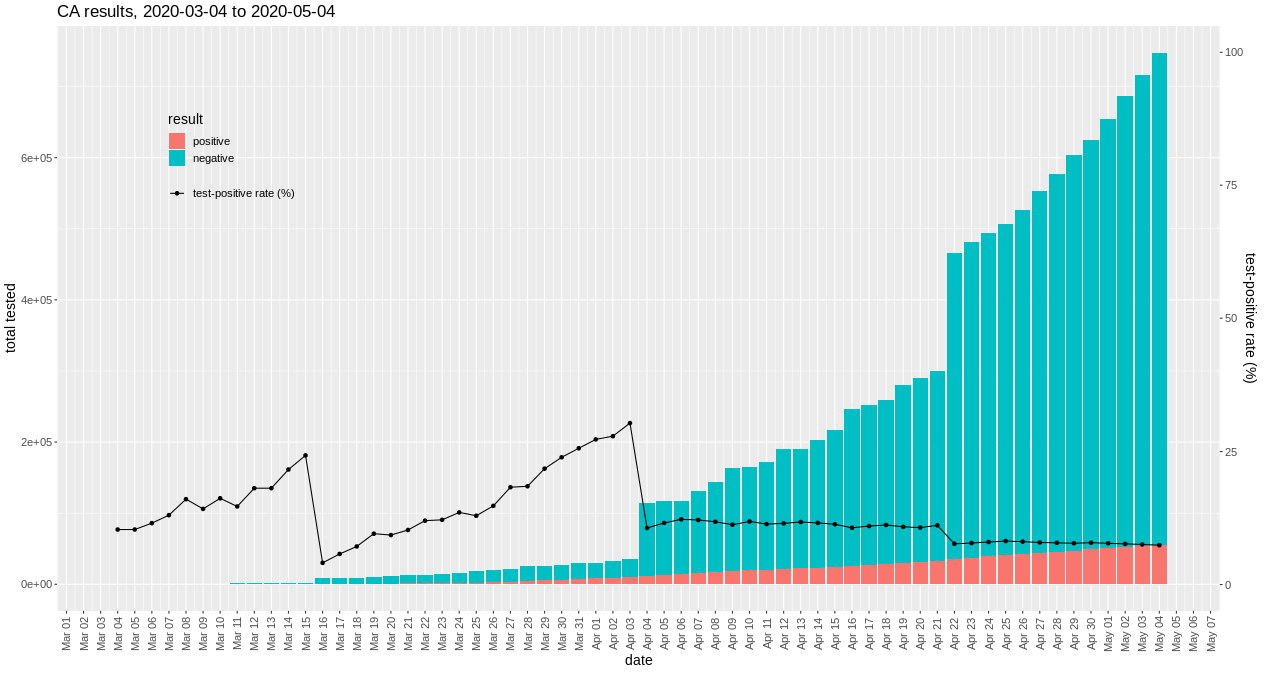 CA results, 2020-03-04 to 2020-05-04
result
positive
negative
test-positive rate (%)
total tested
6e+05
4e+05
2e+05
0e+00
100
75
50
25
0
test-positive rate (%)
Mar 01
Mar 02
Mar 03
Mar 04
Mar 05
Mar 06
Mar 07
Mar 08
Mar 09
Mar 10
Mar 11
Mar 12
Mar 13
Mar 14
Mar 15
Mar 16
Mar 17
Mar 18
Mar 19
Mar 20
Mar 21
Mar 22
Mar 23
Mar 24
Mar 25
Mar 26
Mar 27
Mar 28
Mar 29
Mar 30
Mar 31
Apr 01
Apr 02
Apr 03
Apr 04
Apr 05
Apr 06
Apr 07
Apr 08
Apr 09
Apr 10
Apr 11
Apr 12
Apr 13
Apr 14
Apr 15
Apr 16
Apr 17
Apr 18
Apr 19
Apr 20
Apr 21
Apr 22
Apr 23
Apr 24
Apr 25
Apr 26
Apr 27
Apr 28
Apr 29
Apr 30
May 01
May 02
May 03
May 04
May 05
May 06
May 07
date